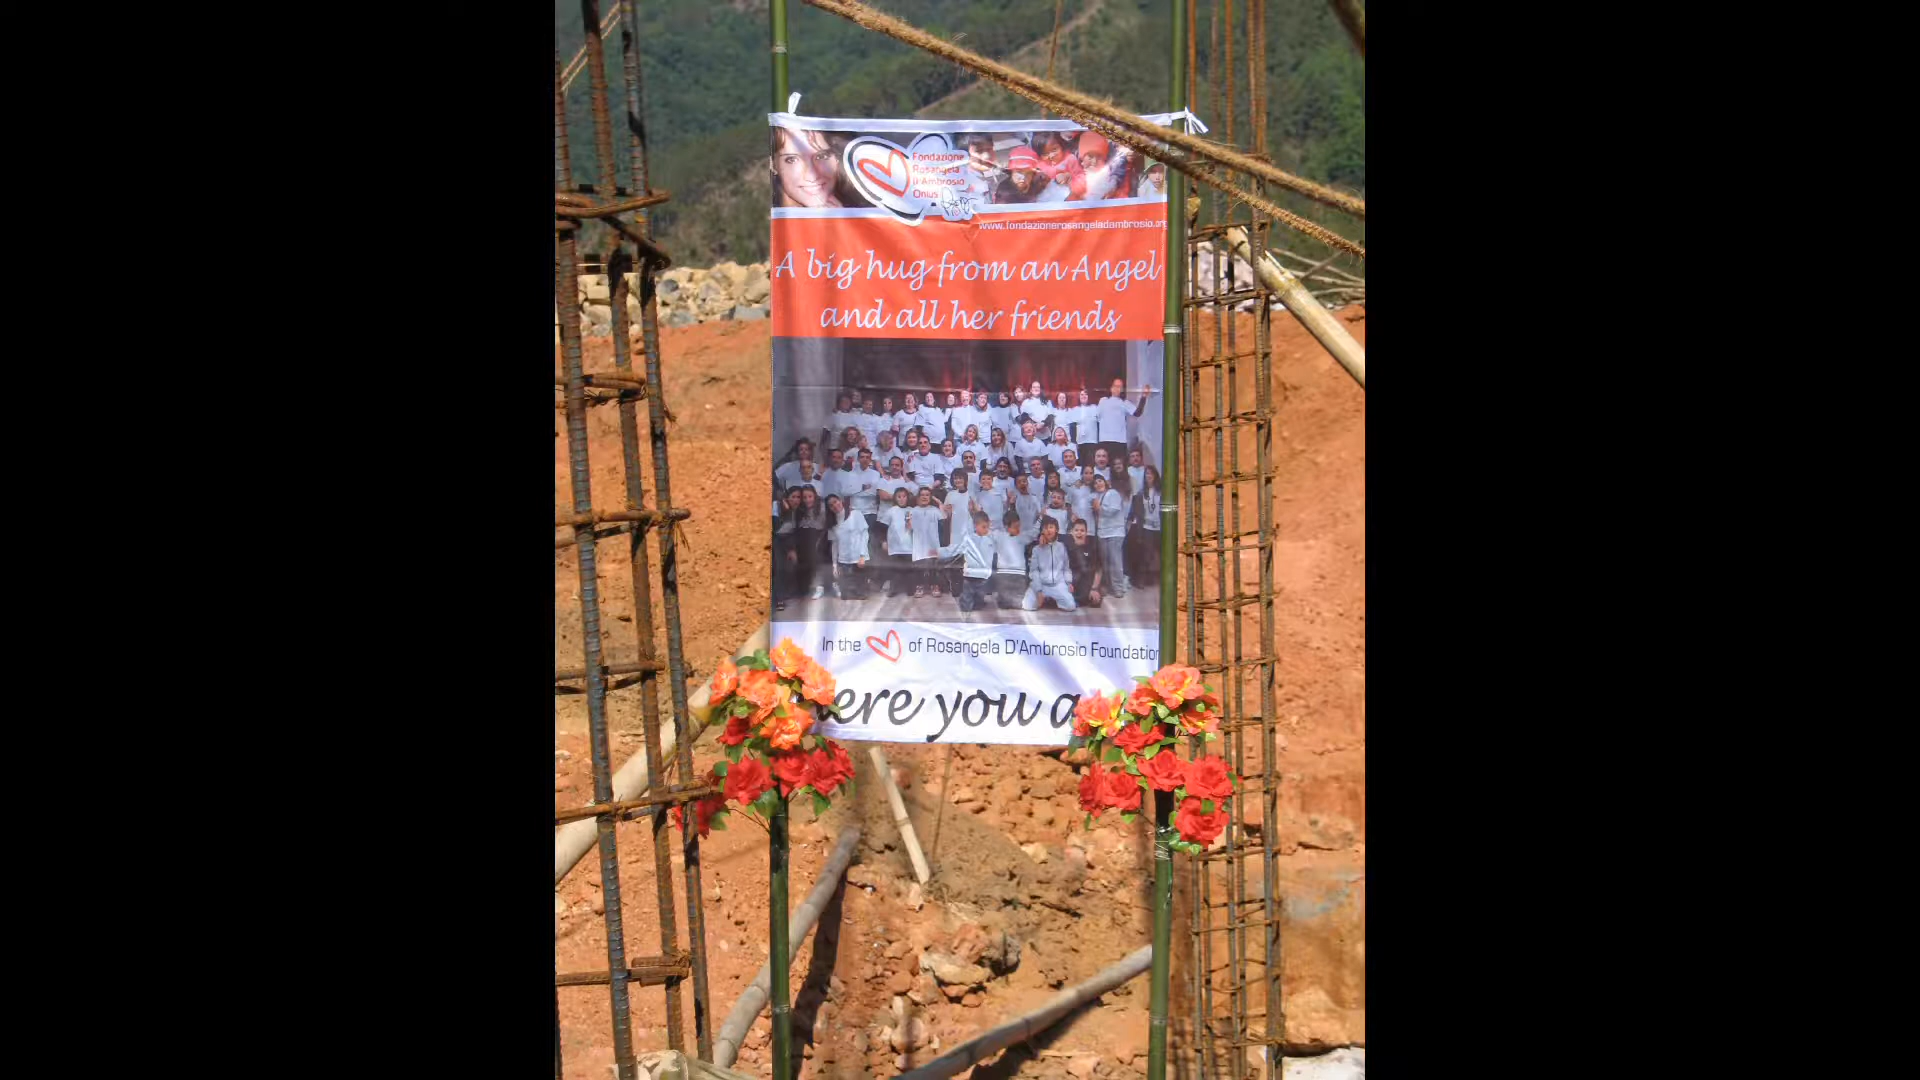 Fondazione
Rosangela
D'Ambrosio
Onlus
www.fondazionerosangeladambrosio.org
A big hug from an Angel
and all her friends
In the of Rosangela D'Ambrosio Foundation
ere you a